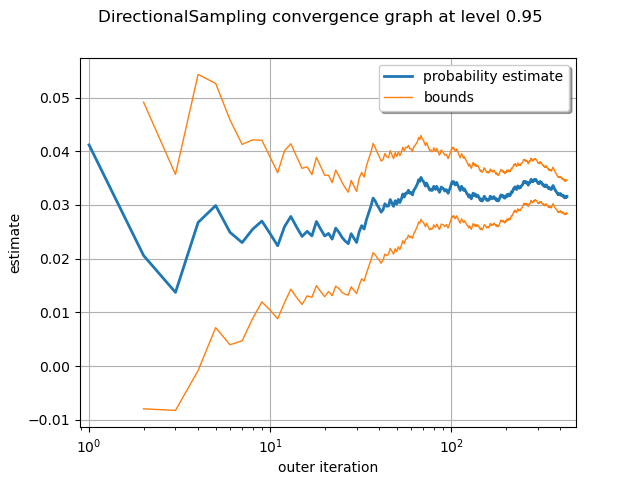 DirectionalSampling convergence graph at level 0.95
probability estimate
bounds
0.05
0.04
0.03
0.02
0.01
0.00
−0.01
estimate
10⁰
10¹
10²
outer iteration